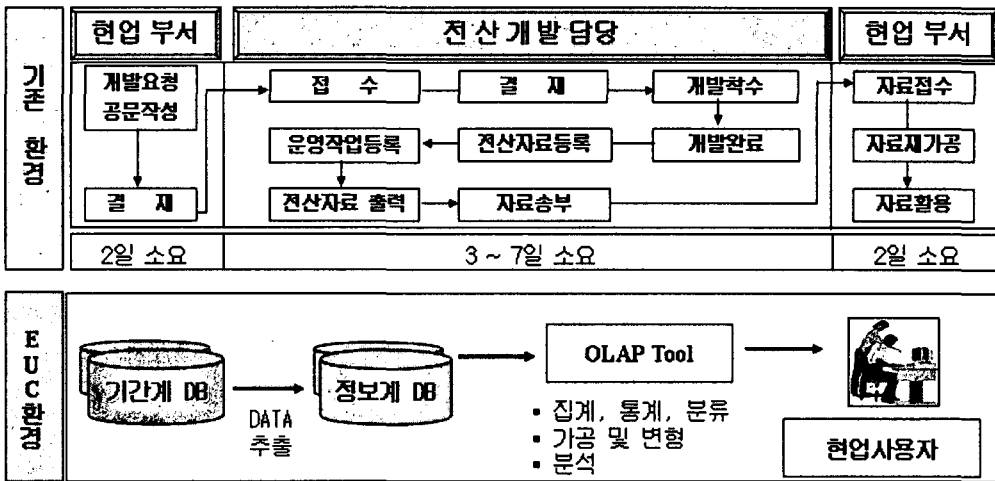 기존 환경
현업 부서
전산개발담당
현업 부서
개발요청
공문작성
결 재
접 수
결 재
개발착수
개발완료
전산자료등록
운영작업등록
전산자료 출력
자료송부
자료접수
자료재가공
자료활용
2일 소요
3 ~ 7일 소요
2일 소요
EUC환경
기간계 DB
DATA
추출
정보계 DB
OLAP Tool
▪ 집계, 통계, 분류
▪ 가공 및 변형
▪ 분석
현업사용자